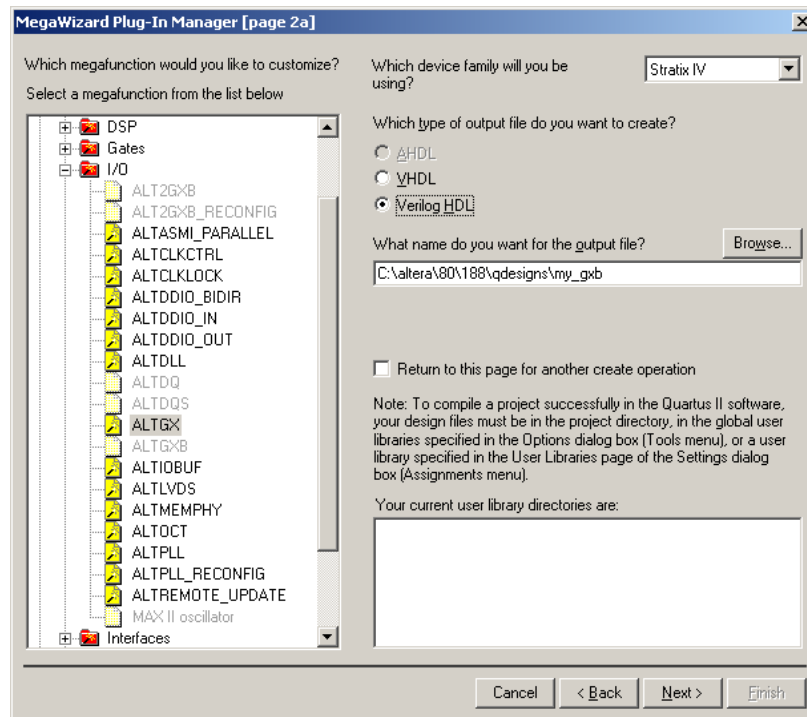 MegaWizard Plug-In Manager [page 2a]
Which megafunction would you like to customize?
Select a megafunction from the list below
DSP
Gates
I/O
ALT2GXB
ALT2GXB_RECONFIG
ALTASMI_PARALLEL
ALTCLKCTRL
ALTCLKLOCK
ALTDDIO_BIDIR
ALTDDIO_IN
ALTDDIO_OUT
ALTDLL
ALTDQ
ALTDQS
ALTGX
ALTGXB
ALTIOBUF
ALTLVDS
ALTMEMPHY
ALTOCT
ALTPLL
ALTPLL_RECONFIG
ALTREMOTE_UPDATE
MAX II oscillator
Interfaces
Which device family will you be
using?
Stratix IV
Which type of output file do you want to create?
AHDL
VHDL
Verilog HDL
What name do you want for the output file?
Browse...
C:\altera\80\188\qdesigns\my_gxb
Return to this page for another create operation
Note: To compile a project successfully in the Quartus II software,
your design files must be in the project directory, in the global user
libraries specified in the Options dialog box (Tools menu), or a user
library specified in the User Libraries page of the Settings dialog
box (Assignments menu).
Your current user library directories are:
Cancel
< Back
Next >
Finish